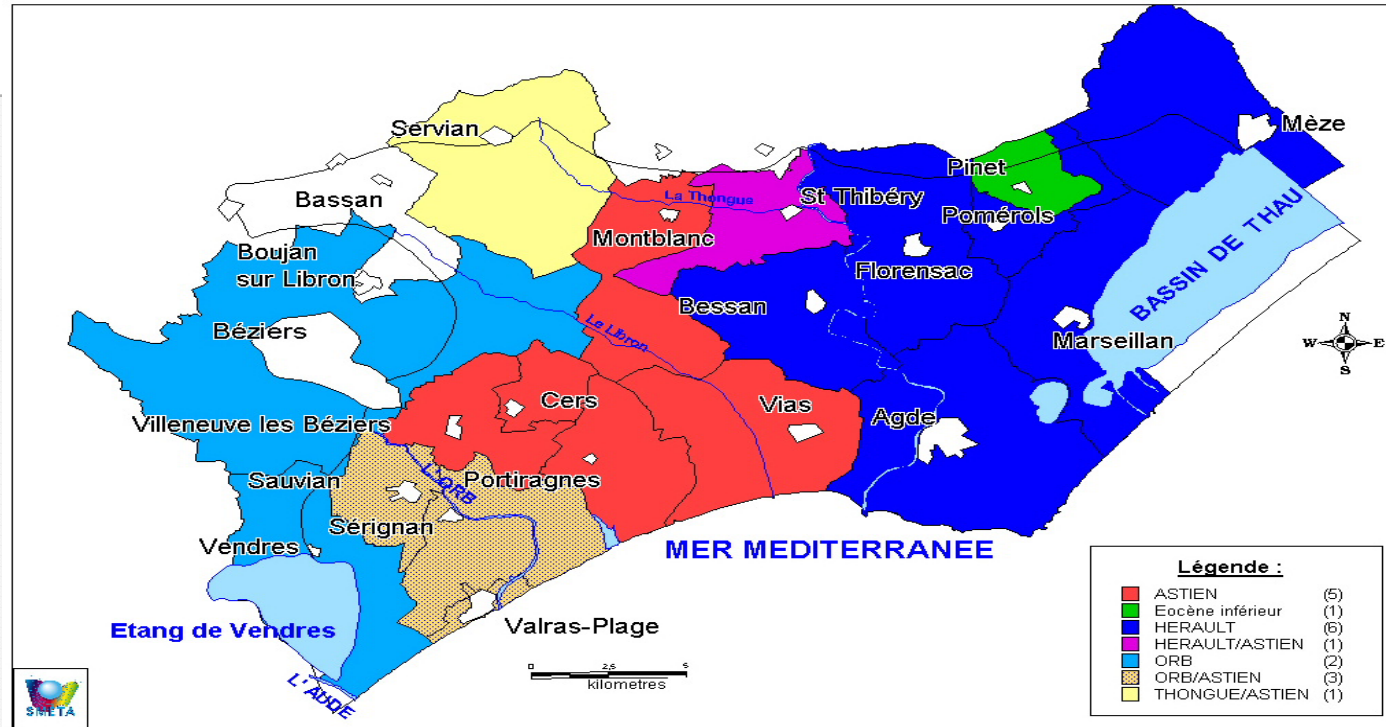 Servian
Mèze
Bassan
Pinet
La Thongue
St Thibéry
Pomérols
Montblanc
Boujan
sur Libron
Florensac
BASSIN DE THAU
Bessan
Béziers
Le Libron
Marseillan
N
W
E
S
Cers
Vias
Agde
Villeneuve les Béziers
Sauvian
L'ORB
Portiragnes
Sérignan
Vendres
MER MEDITERRANEE
Etang de Vendres
Valras-Plage
L'AUDE
0 2,5 5
kilometres
SMETA
Légende :
ASTIEN (5)
Eocène inférieur (1)
HERAULT (6)
HERAULT/ASTIEN (1)
ORB (2)
ORB/ASTIEN (3)
THONGUE/ASTIEN (1)